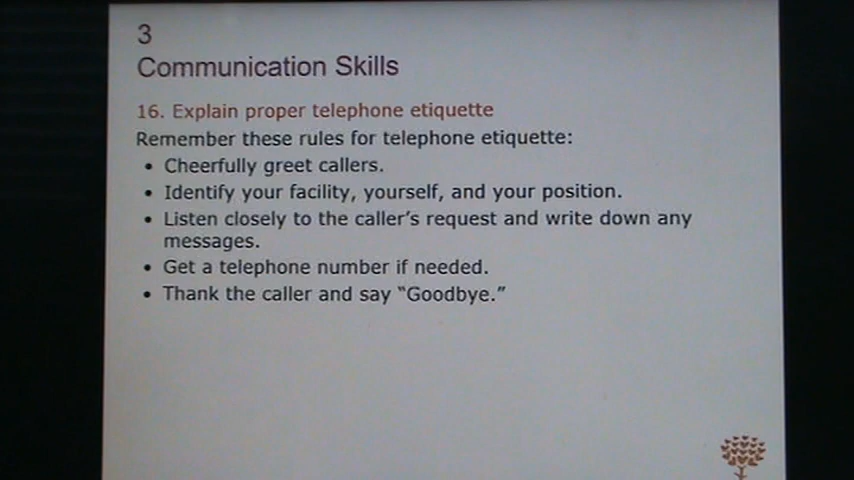 3
Communication Skills
16. Explain proper telephone etiquette
Remember these rules for telephone etiquette:
• Cheerfully greet callers.
• Identify your facility, yourself, and your position.
• Listen closely to the caller’s request and write down any
messages.
• Get a telephone number if needed.
• Thank the caller and say “Goodbye.”